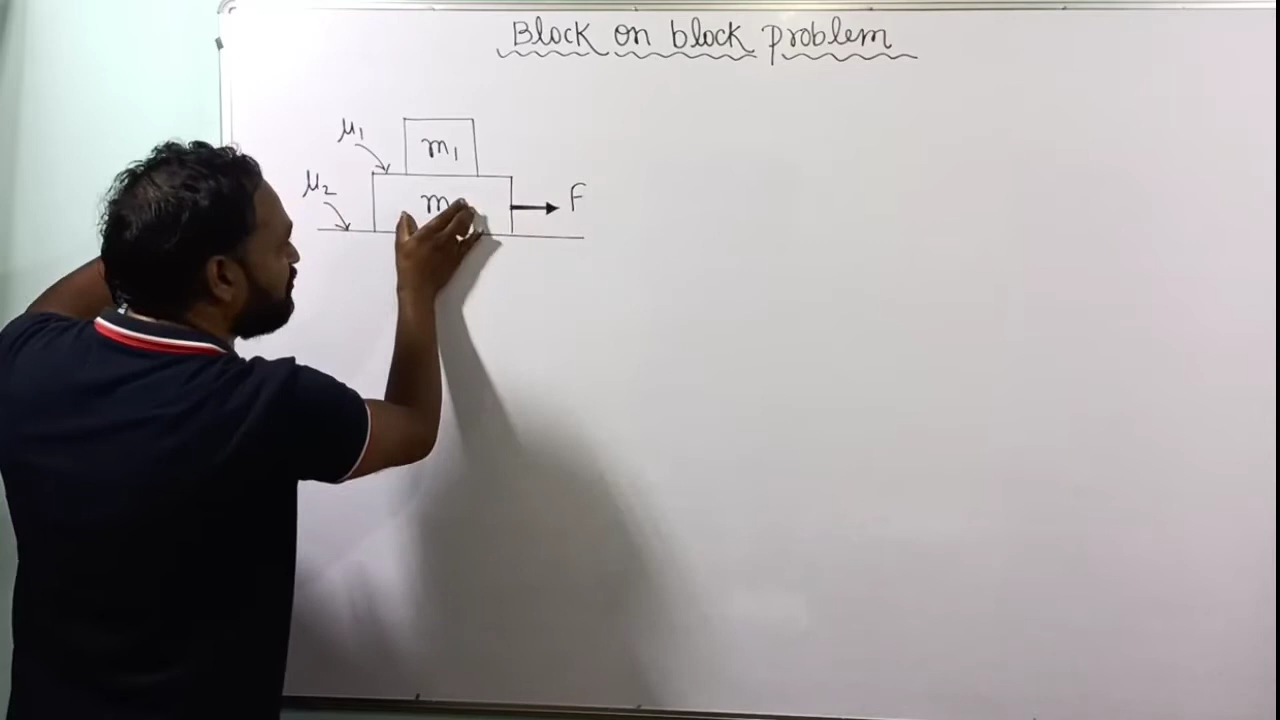 Block on block problem
μ₁
m₁
μ₂
m
F